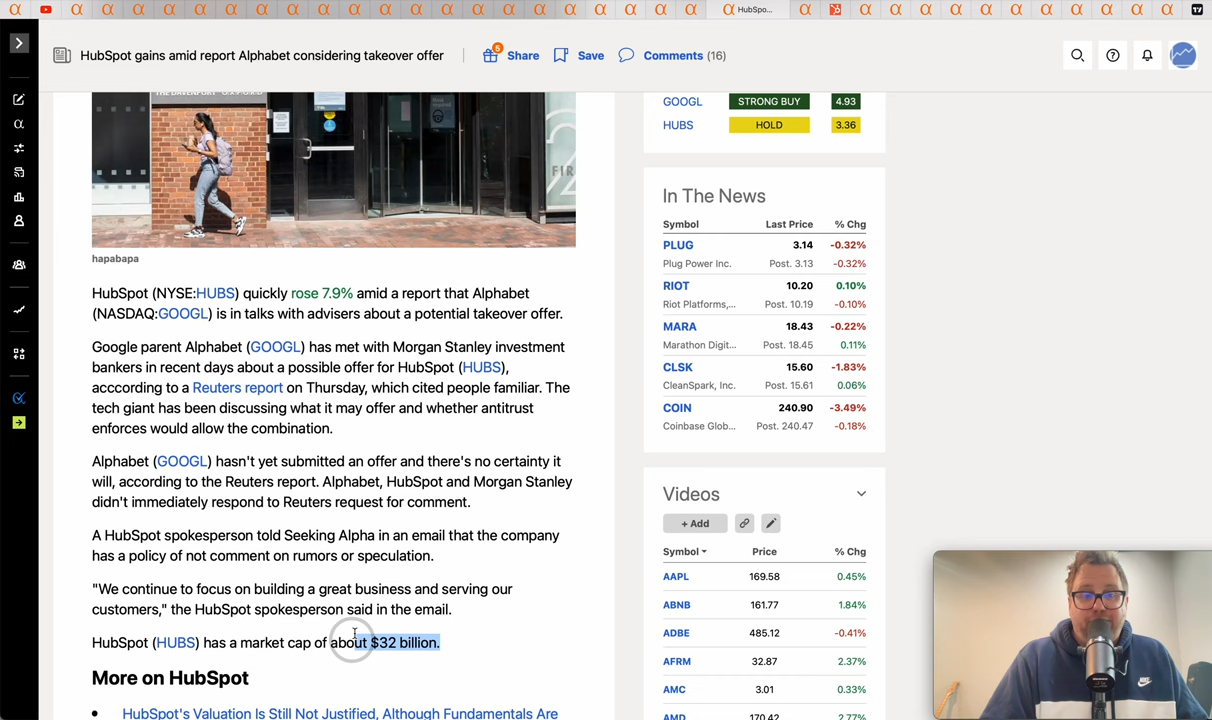 HubSpo...
HubSpot gains amid report Alphabet considering takeover offer
5
Share
Save
Comments (16)
THE DAVENPORT
FIR
2
hapabapa
HubSpot (NYSE:HUBS) quickly rose 7.9% amid a report that Alphabet
(NASDAQ:GOOGL) is in talks with advisers about a potential takeover offer.
Google parent Alphabet (GOOGL) has met with Morgan Stanley investment
bankers in recent days about a possible offer for HubSpot (HUBS),
acccording to a Reuters report on Thursday, which cited people familiar. The
tech giant has been discussing what it may offer and whether antitrust
enforces would allow the combination.
Alphabet (GOOGL) hasn't yet submitted an offer and there's no certainty it
will, according to the Reuters report. Alphabet, HubSpot and Morgan Stanley
didn't immediately respond to Reuters request for comment.
A HubSpot spokesperson told Seeking Alpha in an email that the company
has a policy of not comment on rumors or speculation.
"We continue to focus on building a great business and serving our
customers," the HubSpot spokesperson said in the email.
HubSpot (HUBS) has a market cap of about $32 billion.
More on HubSpot
HubSpot's Valuation Is Still Not Justified, Although Fundamentals Are
GOOGL STRONG BUY 4.93
HUBS HOLD 3.36
In The News
Symbol Last Price % Chg
PLUG 3.14 -0.32%
Plug Power Inc. Post. 3.13 -0.32%
RIOT 10.20 0.10%
Riot Platforms,... Post. 10.19 -0.10%
MARA 18.43 -0.22%
Marathon Digit... Post. 18.45 0.11%
CLSK 15.60 -1.83%
CleanSpark, Inc. Post. 15.61 0.06%
COIN 240.90 -3.49%
Coinbase Glob... Post. 240.47 -0.18%
Videos
+ Add
Symbol Price % Chg
AAPL 169.58 0.45%
ABNB 161.77 1.84%
ADBE 485.12 -0.41%
AFRM 32.87 2.37%
AMC 3.01 0.33%
AMD 170.42 2.77%